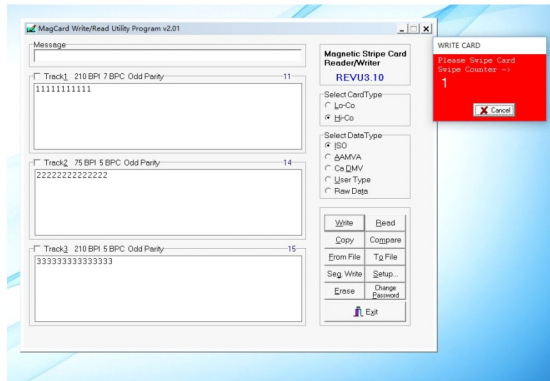 MagCard Write/Read Utility Program v2.01
Message
Track1 210 BPI 7 BPC Odd Parity 11
11111111111
Track2 75 BPI 5 BPC Odd Parity 14
22222222222222
Track3 210 BPI 5 BPC Odd Parity 15
333333333333333
Magnetic Stripe Card
Reader/Writer
REVU3.10
Select CardType
Lo-Co
Hi-Co
Select DataType
ISO
AAMVA
Ca DMV
User Type
Raw Data
Write Read
Copy Compare
From File To File
Seq. Write Setup...
Erase Change Password
Exit
WRITE CARD
Please Swipe Card
Swipe Counter ->
1
Cancel